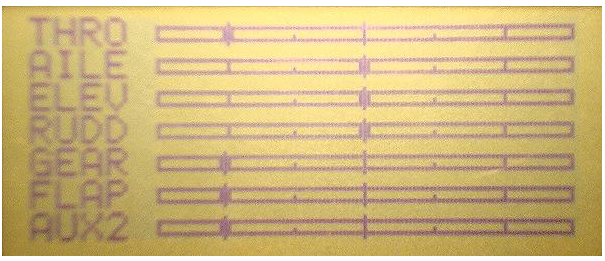 THRO
AILE
ELEV
RUDD
GEAR
FLAP
AUX2